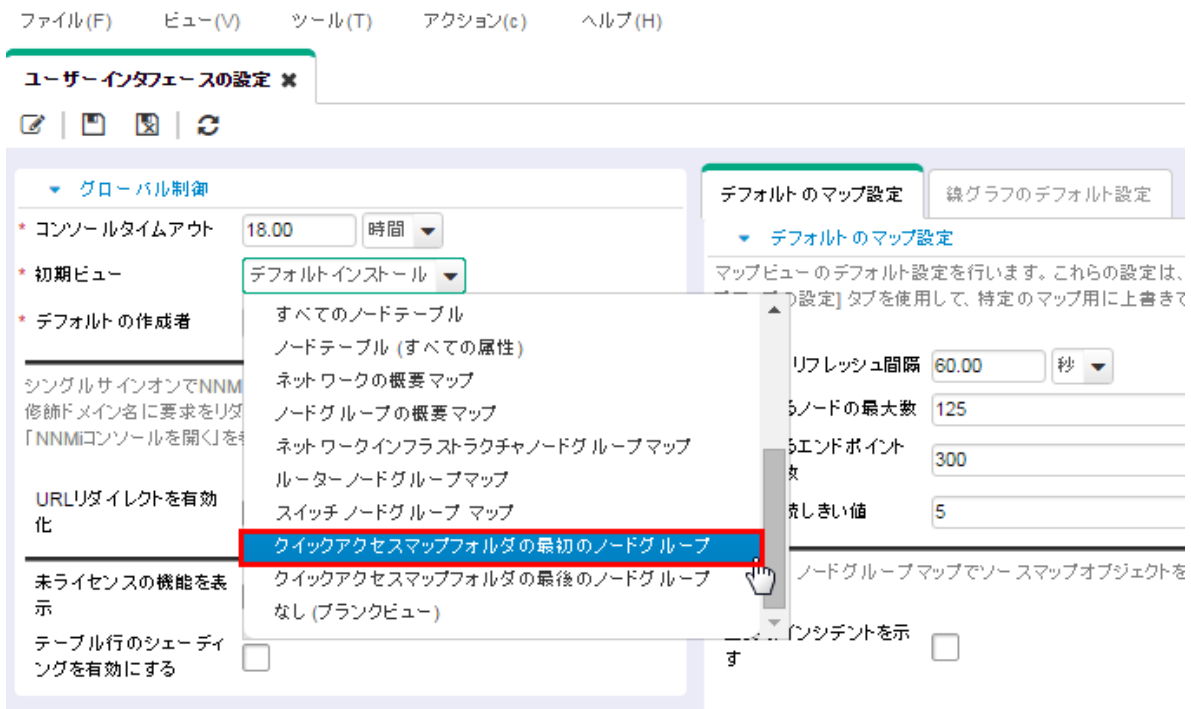 ファイル(F) ビュー(V) ツール(T) アクション(c) ヘルプ(H)
ユーザーインタフェースの設定 ✖
グローバル制御
* コンソールタイムアウト 18.00 時間
* 初期ビュー デフォルトインストール
* デフォルトの作成者
すべてのノードテーブル
ノードテーブル (すべての属性)
ネットワークの概要マップ
ノードグループの概要マップ
ネットワークインフラストラクチャノードグループマップ
ルーターノードグループマップ
スイッチノードグループ マップ
クイックアクセスマップフォルダの最初のノードグループ
クイックアクセスマップフォルダの最後のノードグループ
なし (ブランクビュー)
シングルサインオンでNNM
修飾ドメイン名に要求をリダ
「NNMiコンソールを開く」を
URLリダイレクトを有効
化
未ライセンスの機能を表
示
テーブル行のシェーディ
ングを有効にする
デフォルトのマップ設定 線グラフのデフォルト設定
デフォルトのマップ設定
マップビューのデフォルト設定を行います。これらの設定は、
の設定] タブを使用して、特定のマップ用に上書きで
リフレッシュ間隔 60.00 秒
るノードの最大数 125
るエンドポイント
数 300
続しきい値 5
ノードグループマップでソースマップオブジェクトを
インシデントを示
す